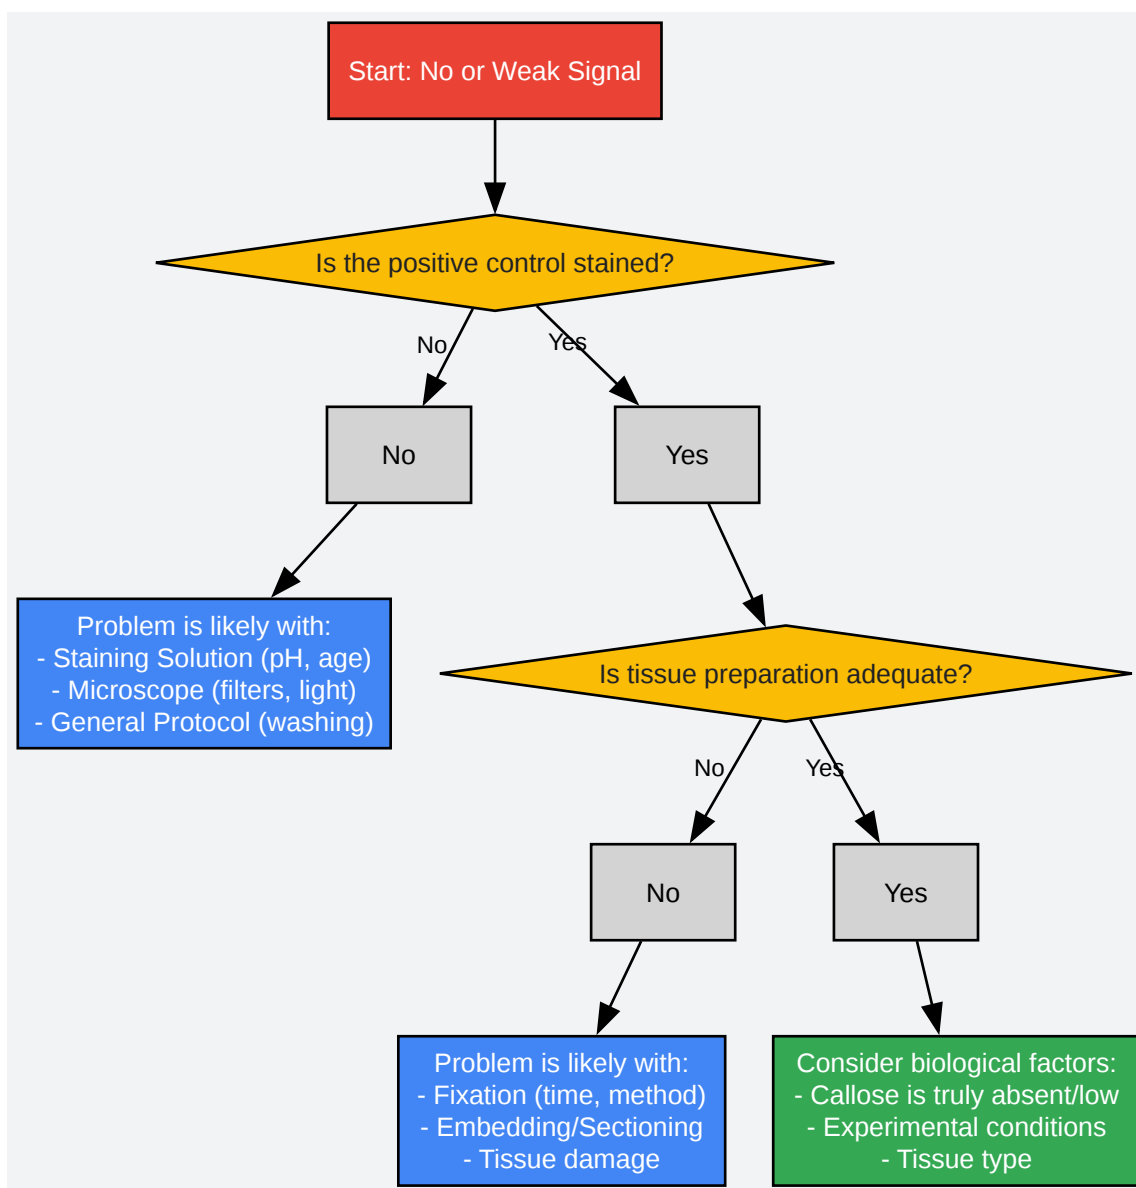 Start: No or Weak Signal
Is the positive control stained?
No
Yes
No
Yes
Problem is likely with:
- Staining Solution (pH, age)
- Microscope (filters, light)
- General Protocol (washing)
Is tissue preparation adequate?
No
Yes
No
Yes
Problem is likely with:
- Fixation (time, method)
- Embedding/Sectioning
- Tissue damage
Consider biological factors:
- Callose is truly absent/low
- Experimental conditions
- Tissue type